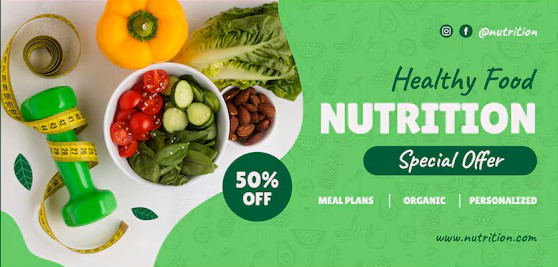 @nutrition
Healthy Food
NUTRITION
Special Offer
50%
OFF
MEAL PLANS
ORGANIC
PERSONALIZED
www.nutrition.com